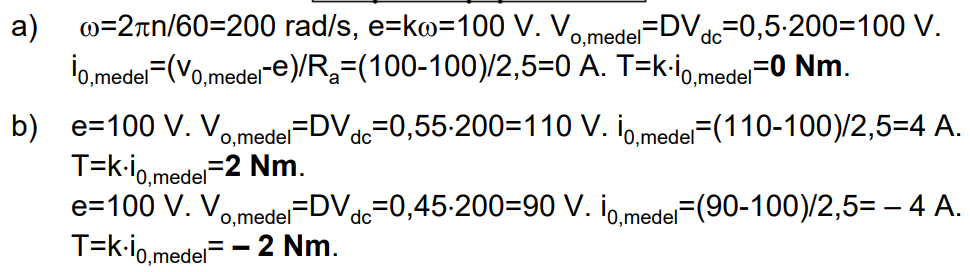 a) ω=2πn/60=200 rad/s, e=kω=100 V. Vo,medel=DVdc=0,5·200=100 V.
i0,medel=(v0,medel-e)/Ra=(100-100)/2,5=0 A. T=k·i0,medel=0 Nm.
b) e=100 V. Vo,medel=DVdc=0,55·200=110 V. i0,medel=(110-100)/2,5=4 A.
T=k·i0,medel=2 Nm.
e=100 V. Vo,medel=DVdc=0,45·200=90 V. i0,medel=(90-100)/2,5= – 4 A.
T=k·i0,medel= – 2 Nm.